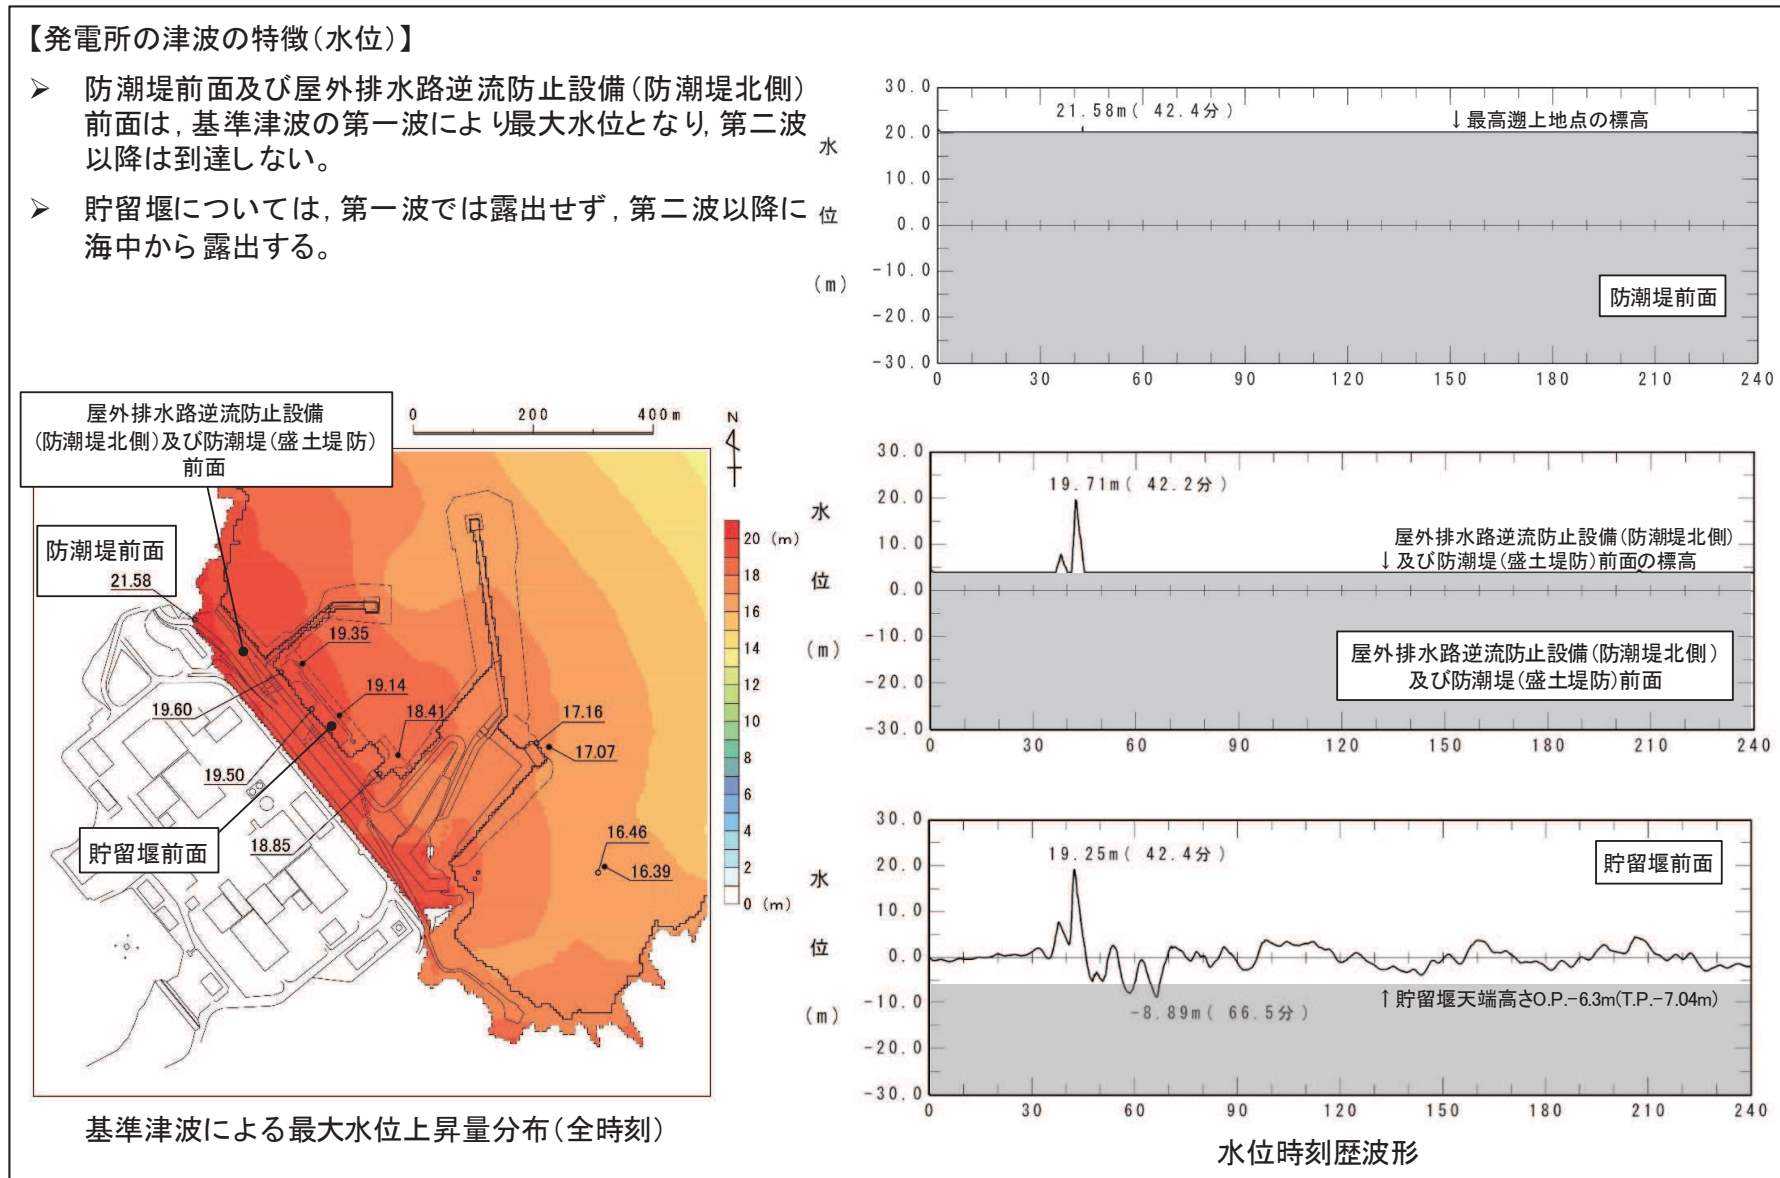 【発電所の津波の特徴(水位)】
➢ 防潮堤前面及び屋外排水路逆流防止設備(防潮堤北側)
前面は,基準津波の第一波により最大水位となり,第二波
以降は到達しない。
➢ 貯留堰については,第一波では露出せず,第二波以降に
海中から露出する。
屋外排水路逆流防止設備
(防潮堤北側)及び防潮堤(盛土堤防)
前面
0 200 400m
N
防潮堤前面
21.58
19.35
19.14
19.60
18.41
17.16
17.07
19.50
貯留堰前面
18.85
16.46
16.39
20 (m)
18
16
14
12
10
8
6
4
2
0 (m)
基準津波による最大水位上昇量分布(全時刻)
水
位
(m)
30.0
20.0
10.0
0.0
-10.0
-20.0
-30.0
21.58m( 42.4分)
↓最高遡上地点の標高
防潮堤前面
0 30 60 90 120 150 180 210 240
水
位
(m)
30.0
20.0
10.0
0.0
-10.0
-20.0
-30.0
19.71m( 42.2分)
屋外排水路逆流防止設備(防潮堤北側)
↓及び防潮堤(盛土堤防)前面の標高
屋外排水路逆流防止設備(防潮堤北側)
及び防潮堤(盛土堤防)前面
0 30 60 90 120 150 180 210 240
水
位
(m)
30.0
20.0
10.0
0.0
-10.0
-20.0
-30.0
19.25m( 42.4分)
貯留堰前面
↑貯留堰天端高さO.P.-6.3m(T.P.-7.04m)
-8.89m( 66.5分)
0 30 60 90 120 150 180 210 240
水位時刻歴波形